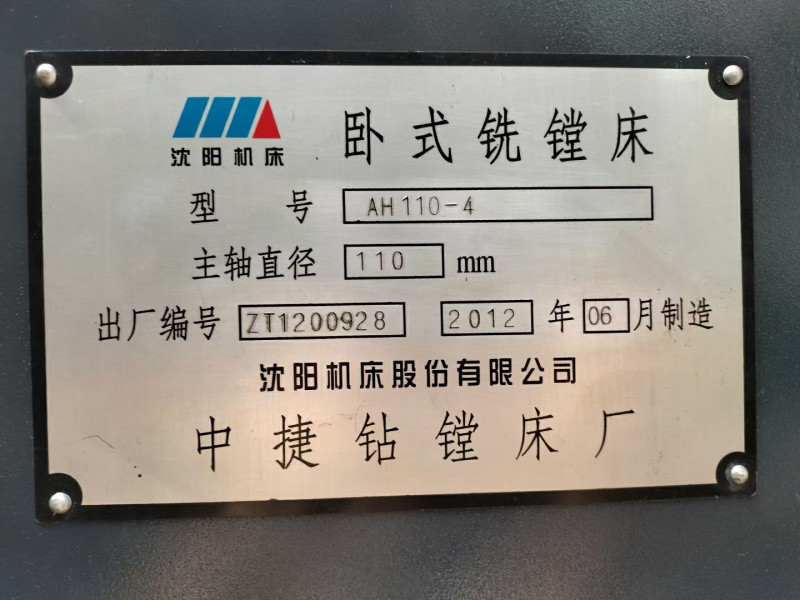 沈阳机床
卧式铣镗床
型 号 AH110-4
主轴直径 110 mm
出厂编号 ZT1200928 2012 年 06 月制造
沈阳机床股份有限公司
中捷钻镗床厂